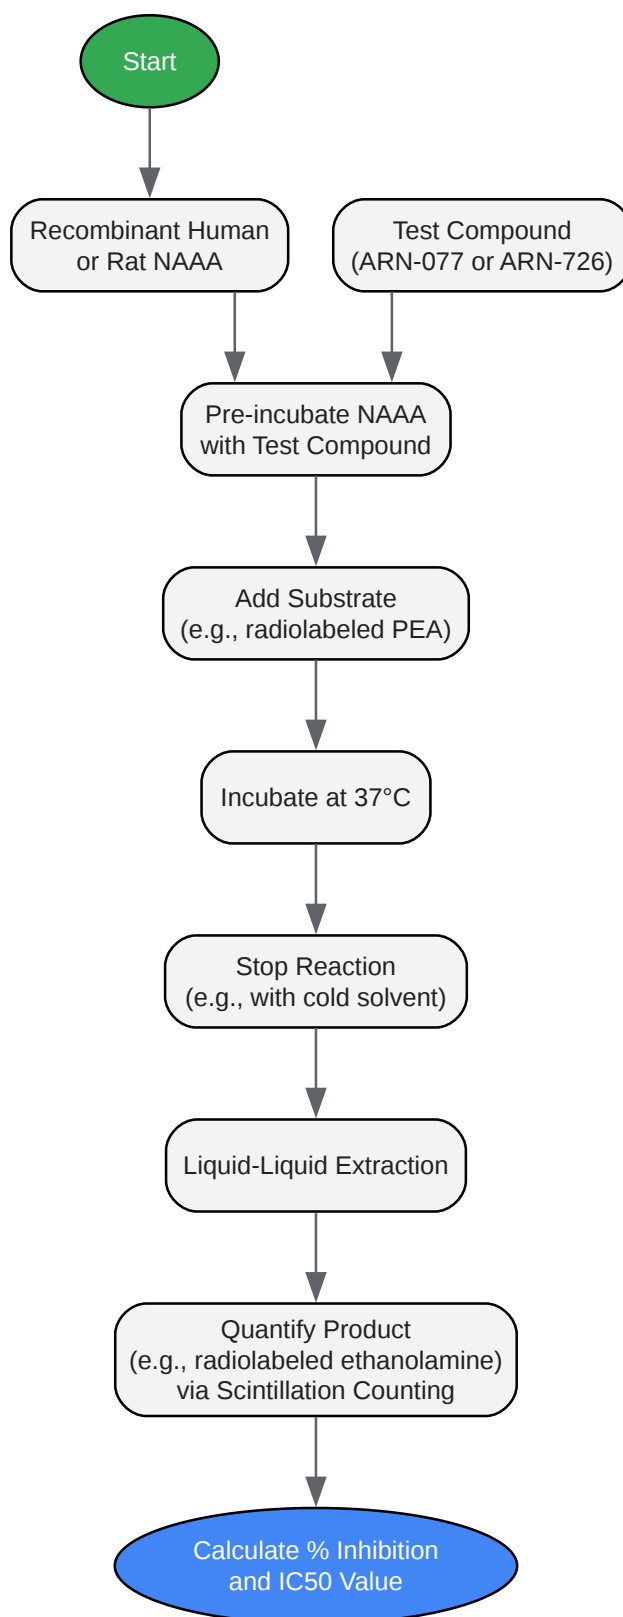 Start
Recombinant Human
or Rat NAAA
Test Compound
(ARN-077 or ARN-726)
Pre-incubate NAAA
with Test Compound
Add Substrate
(e.g., radiolabeled PEA)
Incubate at 37°C
Stop Reaction
(e.g., with cold solvent)
Liquid-Liquid Extraction
Quantify Product
(e.g., radiolabeled ethanolamine)
via Scintillation Counting
Calculate % Inhibition
and IC50 Value